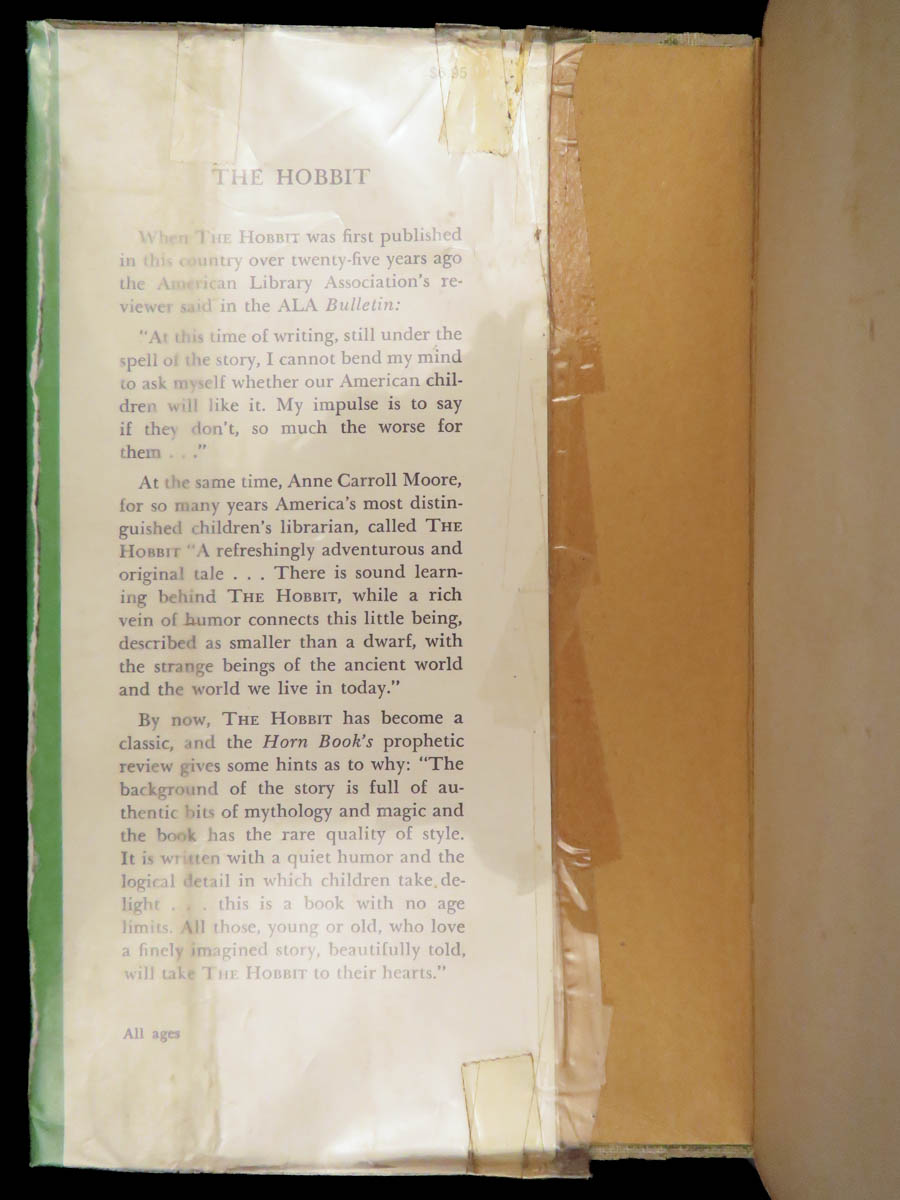 $6.95
THE HOBBIT
When THE HOBBIT was first published
in this country over twenty-five years ago
the American Library Association's re-
viewer said in the ALA Bulletin:
"At this time of writing, still under the
spell of the story, I cannot bend my mind
to ask myself whether our American chil-
dren will like it. My impulse is to say
if they don't, so much the worse for
them . . ."
At the same time, Anne Carroll Moore,
for so many years America's most distin-
guished children's librarian, called THE
HOBBIT "A refreshingly adventurous and
original tale . . . There is sound learn-
ing behind THE HOBBIT, while a rich
vein of humor connects this little being,
described as smaller than a dwarf, with
the strange beings of the ancient world
and the world we live in today."
By now, THE HOBBIT has become a
classic, and the Horn Book's prophetic
review gives some hints as to why: "The
background of the story is full of au-
thentic bits of mythology and magic and
the book has the rare quality of style.
It is written with a quiet humor and the
logical detail in which children take de-
light . . . this is a book with no age
limits. All those, young or old, who love
a finely imagined story, beautifully told,
will take THE HOBBIT to their hearts."
All ages